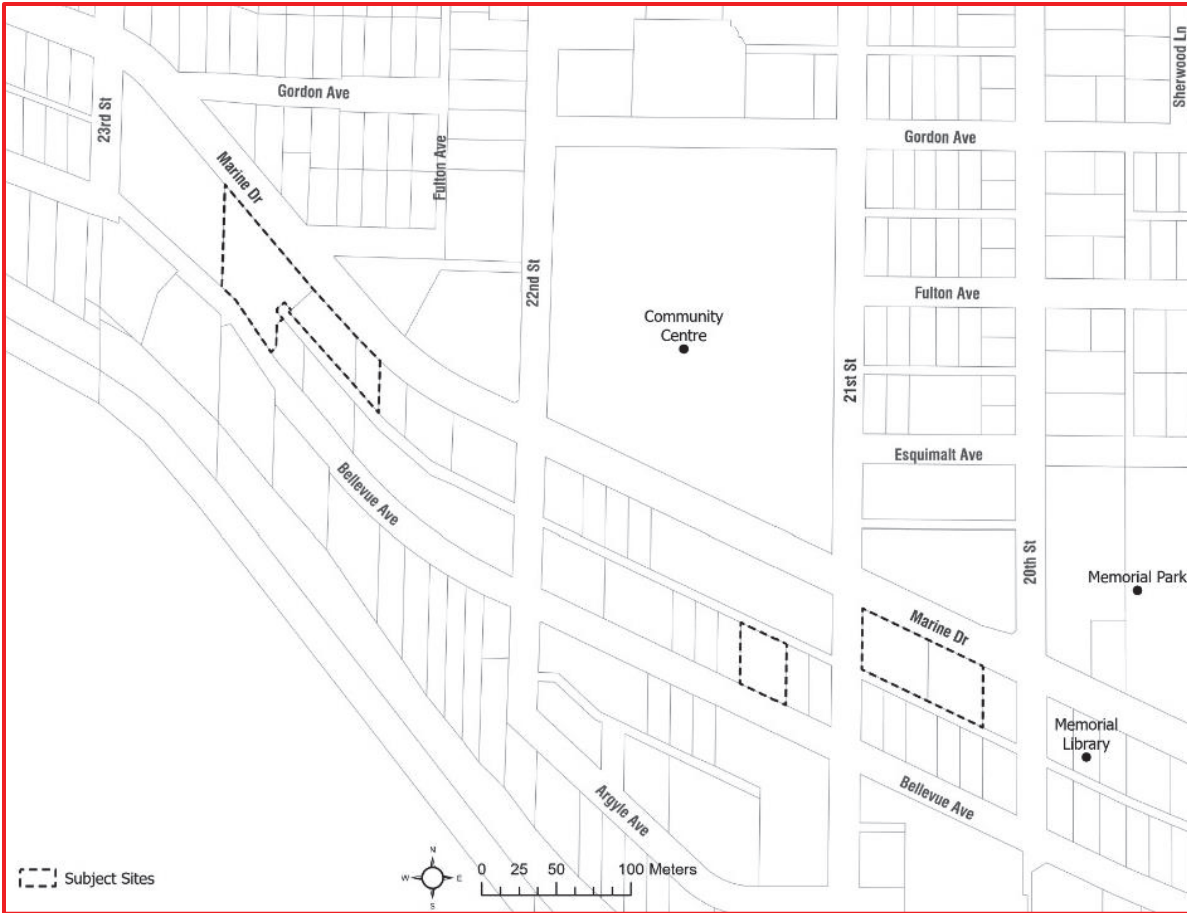 Sherwood Ln
Gordon Ave
23rd St
Gordon Ave
Fulton Ave
Marine Dr
22nd St
Fulton Ave
Community
Centre
21st St
Esquimalt Ave
Bellevue Ave
20th St
Memorial Park
Marine Dr
Memorial
Library
Argyle Ave
Bellevue Ave
N
W
E
S
0 25 50 100 Meters
Subject Sites